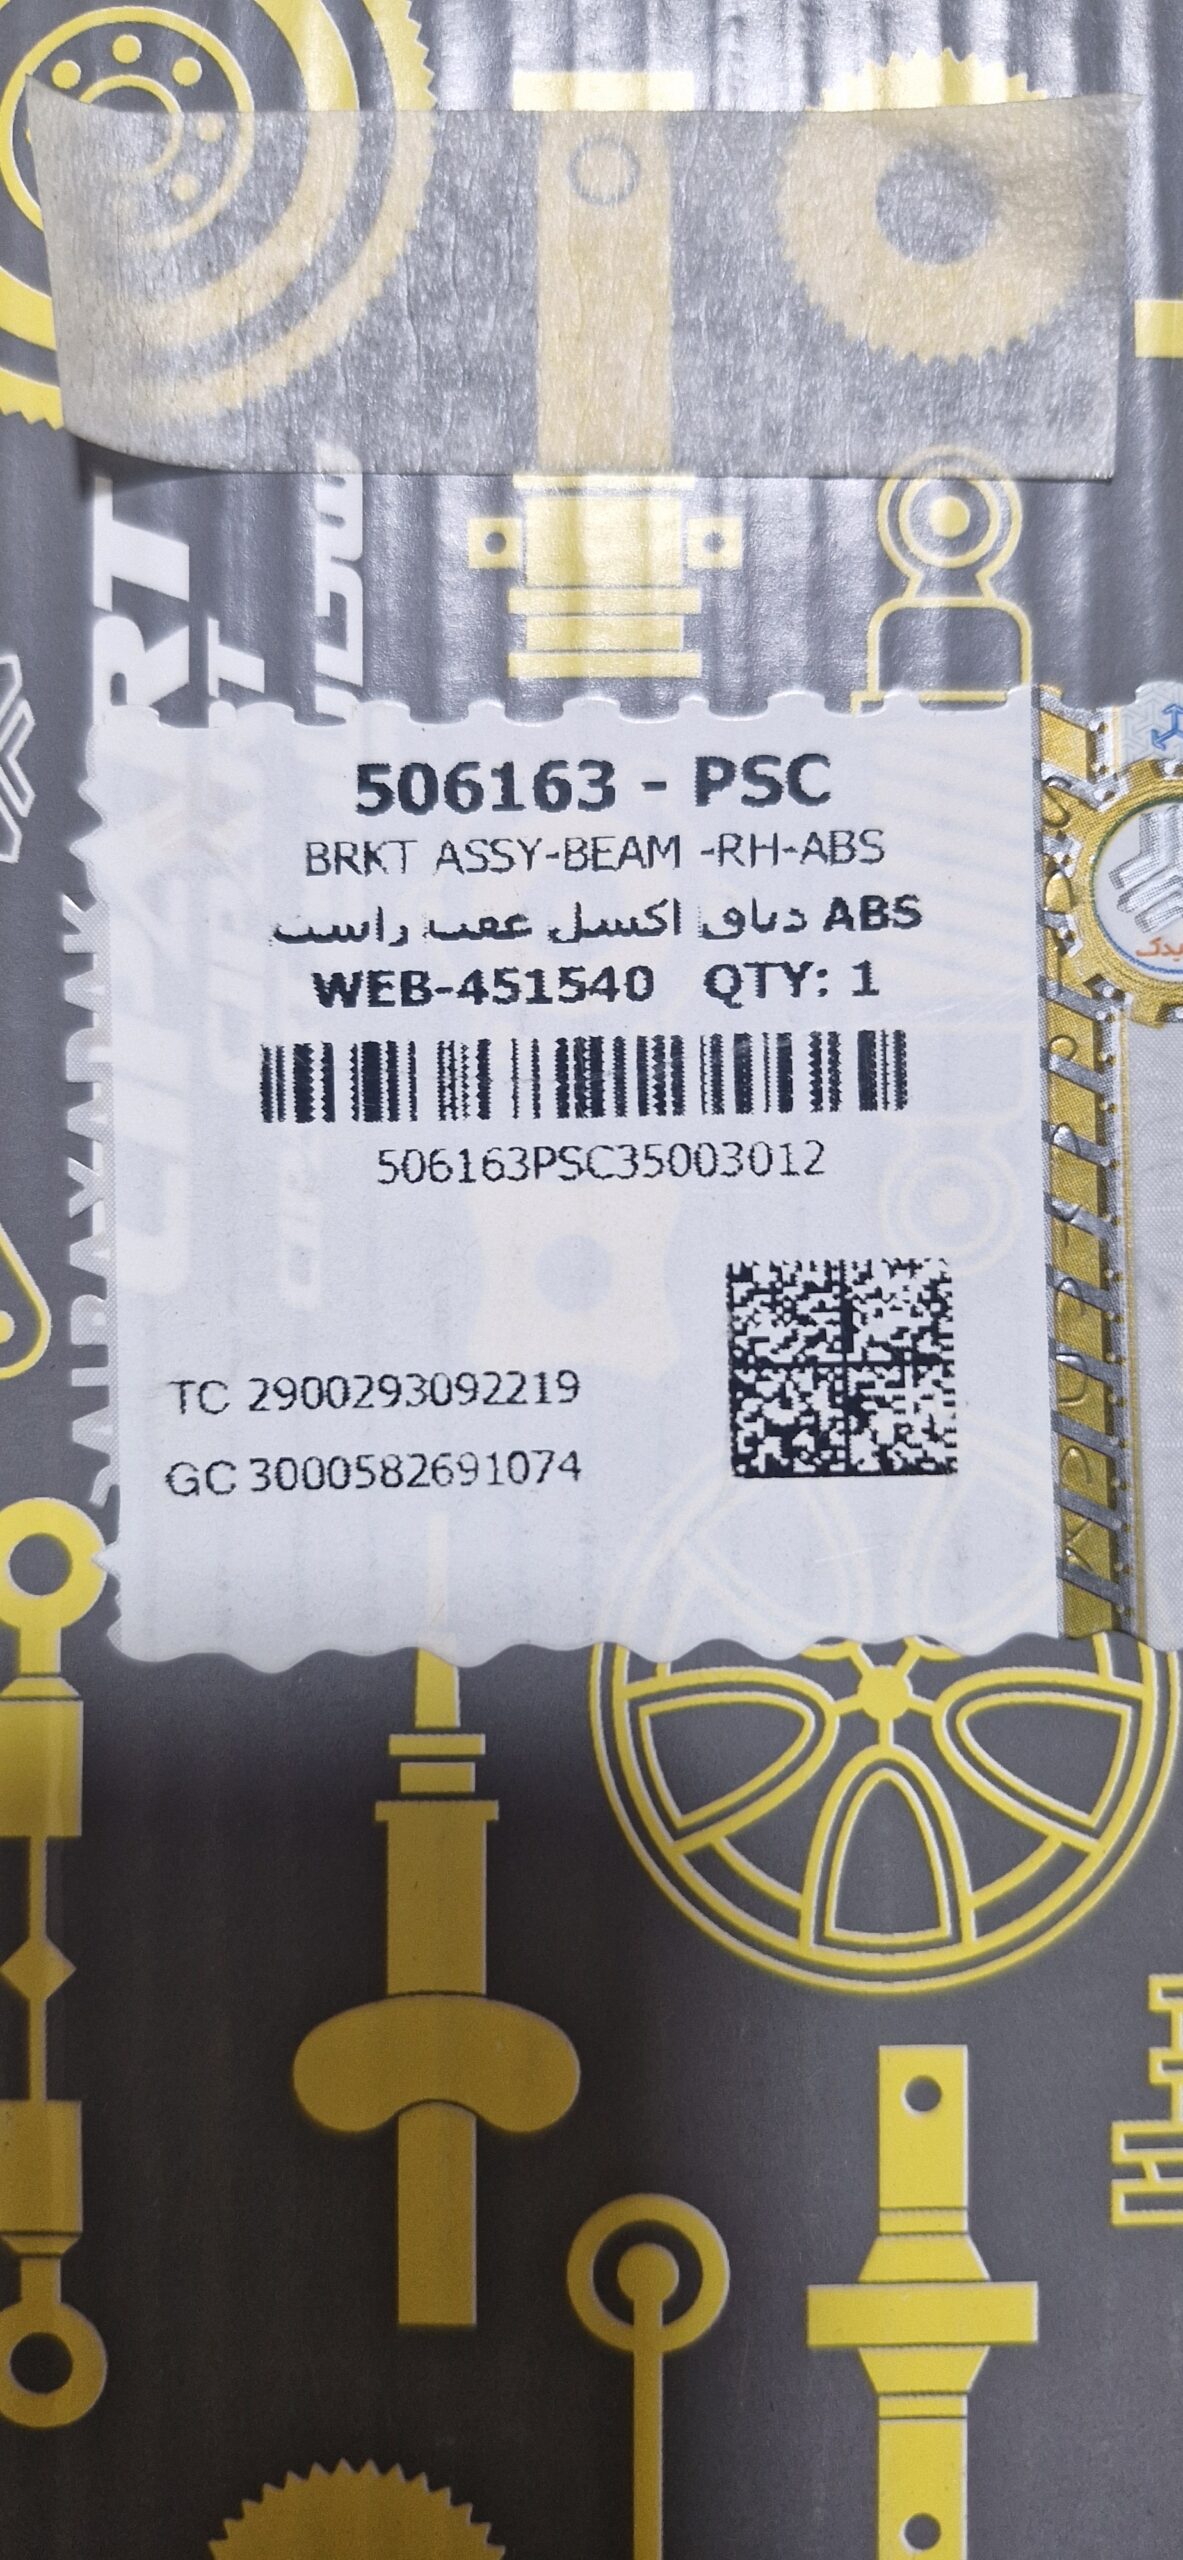 506163 - PSC
BRKT ASSY-BEAM -RH-ABS
دیاق اکسل عقب راست ABS
WEB-451540 QTY: 1
506163PSC35003012
TC 2900293092219
GC 3000582691074
یدک